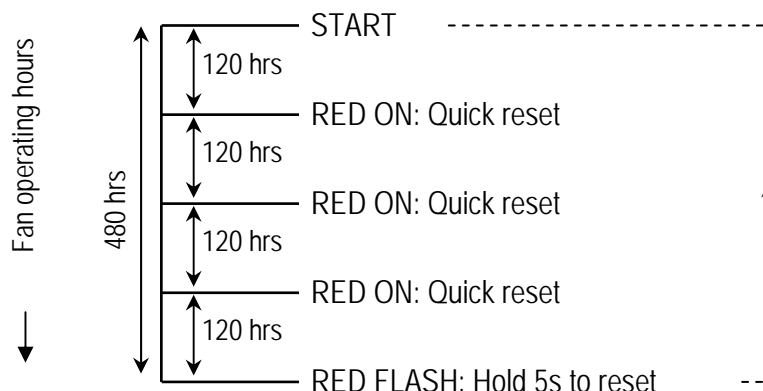 START
120 hrs
RED ON: Quick reset
120 hrs
RED ON: Quick reset
120 hrs
RED ON: Quick reset
120 hrs
RED FLASH: Hold 5s to reset
480 hrs
Fan operating hours